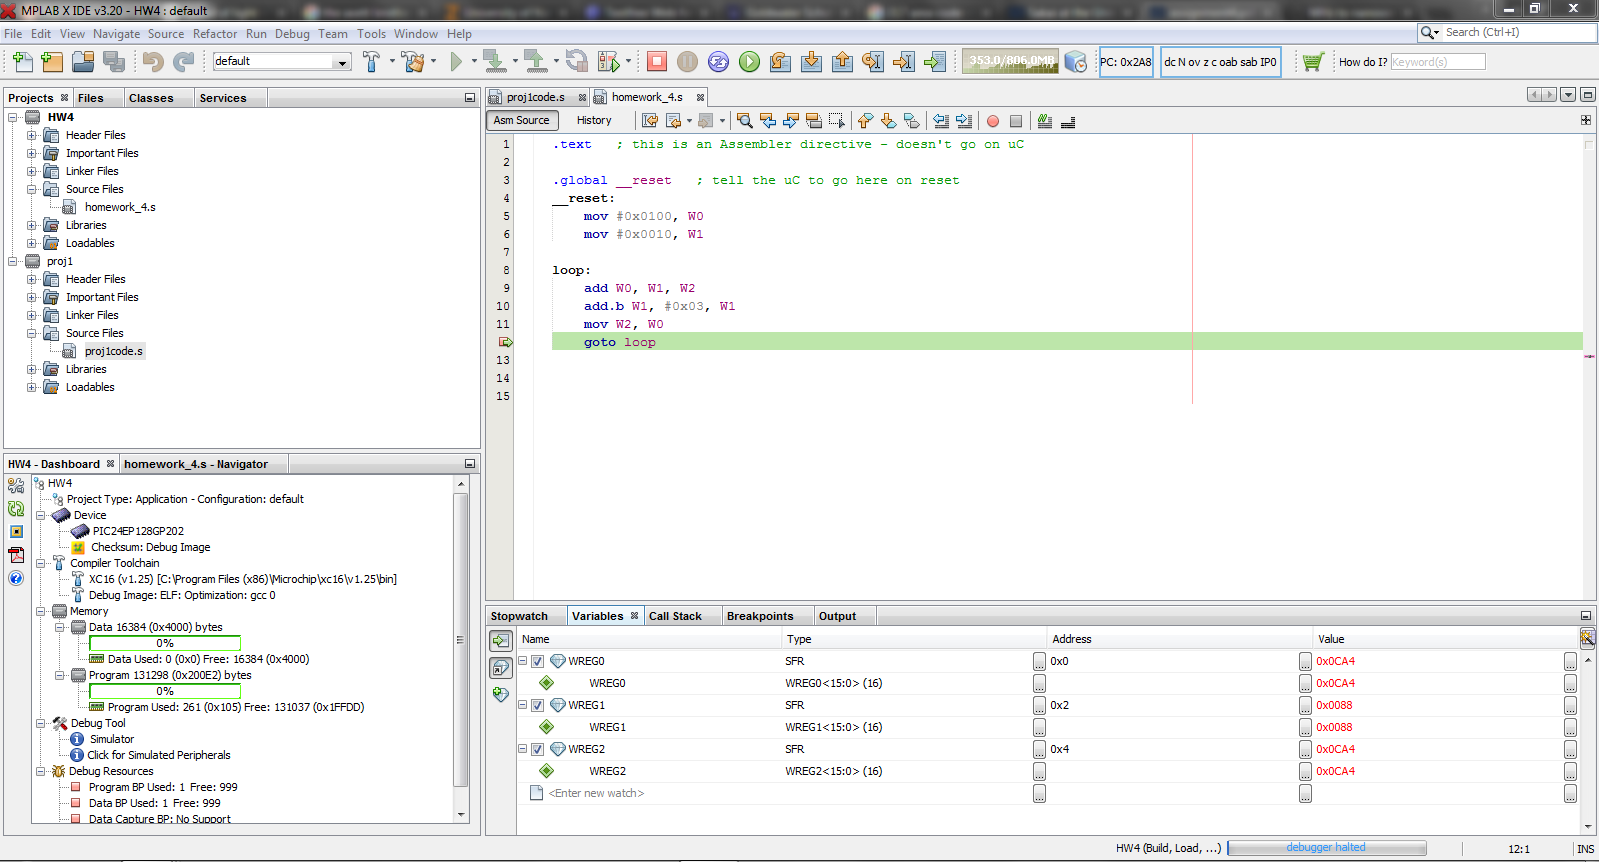 MPLAB X IDE v3.20 - HW4 : default
File Edit View Navigate Source Refactor Run Debug Team Tools Window Help
Search (Ctrl+I)
default
353.0/806.0MB
PC: 0x2A8
dc N ov z c oab sab IP0
How do I? Keyword(s)
Projects Files Classes Services
HW4
Header Files
Important Files
Linker Files
Source Files
homework_4.s
Libraries
Loadables
proj1
Header Files
Important Files
Linker Files
Source Files
proj1code.s
Libraries
Loadables
HW4 - Dashboard homework_4.s - Navigator
HW4
Project Type: Application - Configuration: default
Device
PIC24EP128GP202
Checksum: Debug Image
Compiler Toolchain
XC16 (v1.25) [C:\Program Files (x86)\Microchip\xc16\v1.25\bin]
Debug Image: ELF: Optimization: gcc 0
Memory
Data 16384 (0x4000) bytes
0%
Data Used: 0 (0x0) Free: 16384 (0x4000)
Program 131298 (0x200E2) bytes
0%
Program Used: 261 (0x105) Free: 131037 (0x1FFDD)
Debug Tool
Simulator
Click for Simulated Peripherals
Debug Resources
Program BP Used: 1 Free: 999
Data BP Used: 1 Free: 999
Data Capture BP: No Support
proj1code.s homework_4.s
Asm Source History
1 .text ; this is an Assembler directive - doesn't go on uC
2
3 .global __reset ; tell the uC to go here on reset
4 __reset:
5 mov #0x0100, W0
6 mov #0x0010, W1
7
8 loop:
9 add W0, W1, W2
10 add.b W1, #0x03, W1
11 mov W2, W0
goto loop
13
14
15
Stopwatch Variables Call Stack Breakpoints Output
Name Type Address Value
WREG0 SFR ... 0x0 ... 0x0CA4 ...
WREG0 WREG0<15:0> (16) ... ... 0x0CA4 ...
WREG1 SFR ... 0x2 ... 0x0088 ...
WREG1 WREG1<15:0> (16) ... ... 0x0088 ...
WREG2 SFR ... 0x4 ... 0x0CA4 ...
WREG2 WREG2<15:0> (16) ... ... 0x0CA4 ...
<Enter new watch> ... ... ...
HW4 (Build, Load, ...) debugger halted 12:1 INS